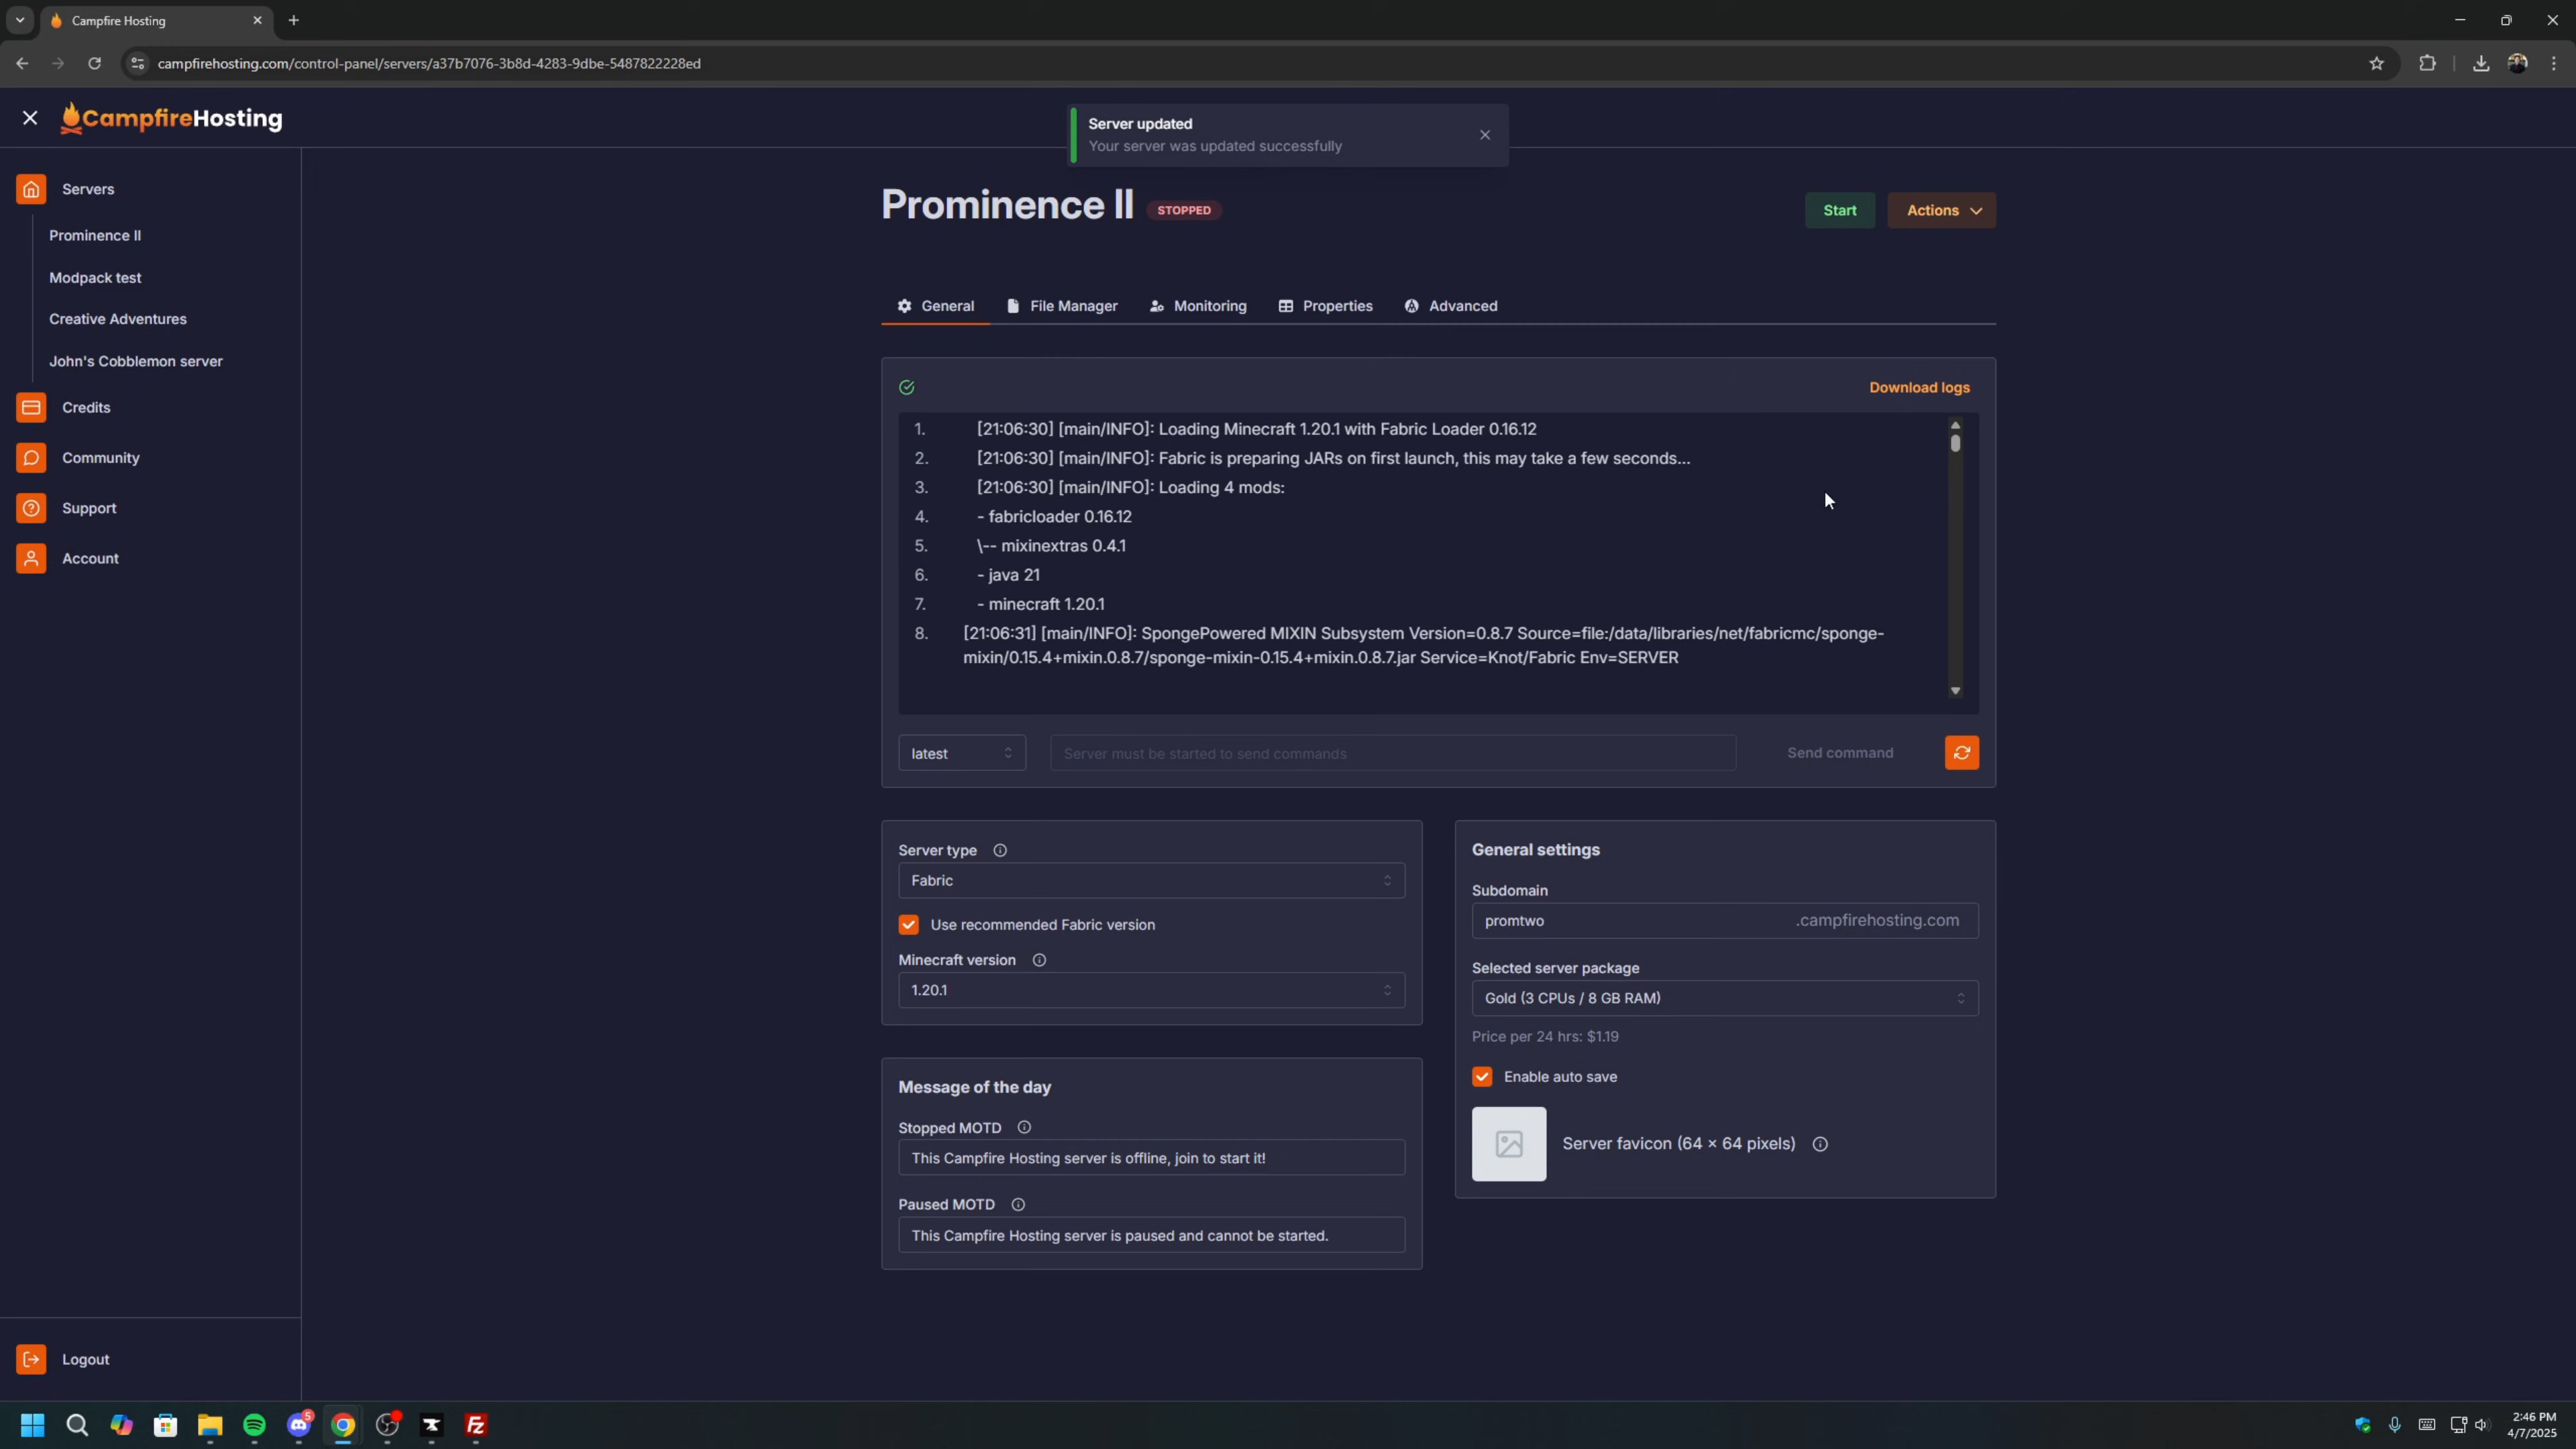 Campfire Hosting
campfirehosting.com/control-panel/servers/a37b7076-3b8d-4283-9dbe-5487822228ed
CampfireHosting
Server updated
Your server was updated successfully
Servers
Prominence II
Modpack test
Creative Adventures
John's Cobblemon server
Credits
Community
Support
Account
Logout
Prominence II STOPPED
Start
Actions
General
File Manager
Monitoring
Properties
Advanced
Download logs
1. [21:06:30] [main/INFO]: Loading Minecraft 1.20.1 with Fabric Loader 0.16.12
2. [21:06:30] [main/INFO]: Fabric is preparing JARs on first launch, this may take a few seconds...
3. [21:06:30] [main/INFO]: Loading 4 mods:
4. - fabricloader 0.16.12
5. \-- mixinextras 0.4.1
6. - java 21
7. - minecraft 1.20.1
8. [21:06:31] [main/INFO]: SpongePowered MIXIN Subsystem Version=0.8.7 Source=file:/data/libraries/net/fabricmc/sponge-
mixin/0.15.4+mixin.0.8.7/sponge-mixin-0.15.4+mixin.0.8.7.jar Service=Knot/Fabric Env=SERVER
latest
Server must be started to send commands
Send command
Server type
Fabric
Use recommended Fabric version
Minecraft version
1.20.1
Message of the day
Stopped MOTD
This Campfire Hosting server is offline, join to start it!
Paused MOTD
This Campfire Hosting server is paused and cannot be started.
General settings
Subdomain
promtwo .campfirehosting.com
Selected server package
Gold (3 CPUs / 8 GB RAM)
Price per 24 hrs: $1.19
Enable auto save
Server favicon (64 × 64 pixels)
5
Fz
2:46 PM
4/7/2025